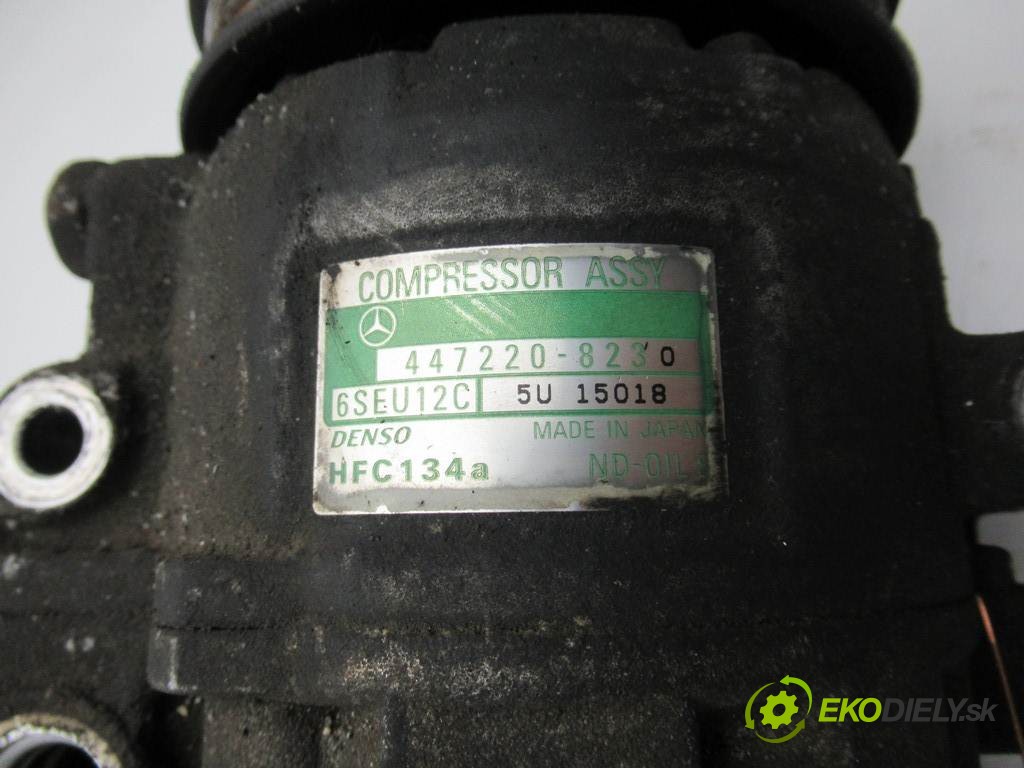 COMPRESSOR ASSY
447220-8230
6SEU12C 5U 15018
DENSO MADE IN JAPAN
HFC134a ND-OIL
EKODIELY.sk